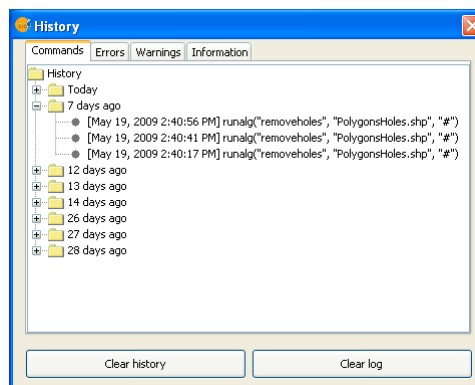 History
Commands Errors Warnings Information
History
Today
7 days ago
[May 19, 2009 2:40:56 PM] runalg("removeholes", "PolygonsHoles.shp", "#")
[May 19, 2009 2:40:41 PM] runalg("removeholes", "PolygonsHoles.shp", "#")
[May 19, 2009 2:40:17 PM] runalg("removeholes", "PolygonsHoles.shp", "#")
12 days ago
13 days ago
14 days ago
26 days ago
27 days ago
28 days ago
Clear history Clear log